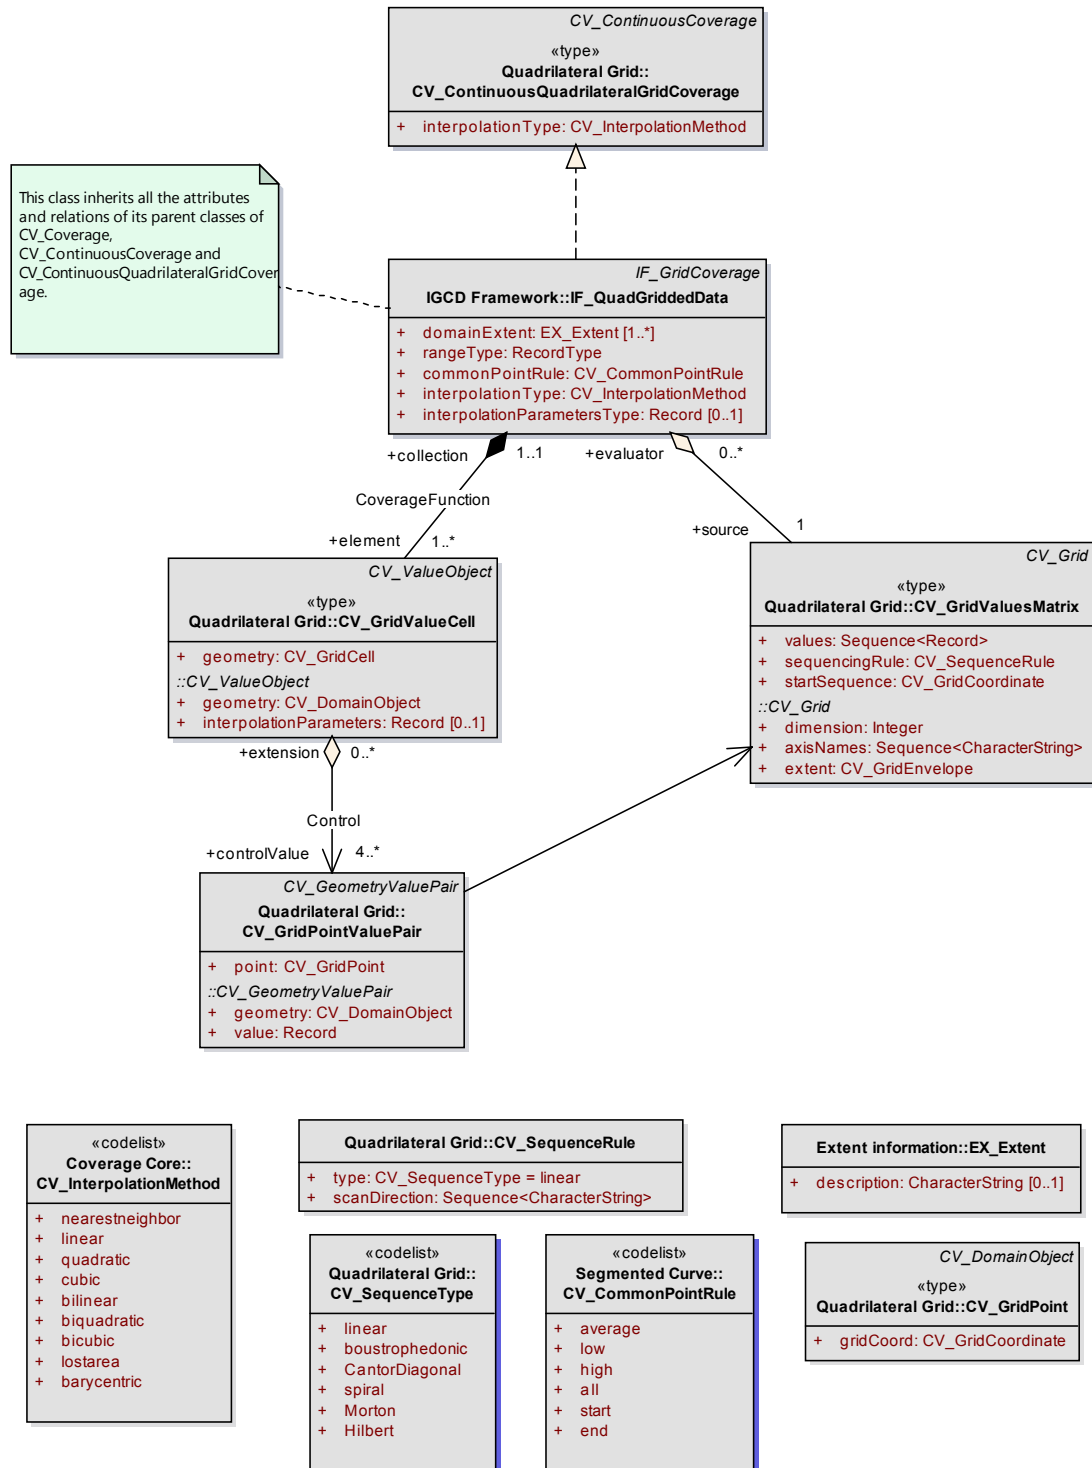 CV_ContinuousCoverage
«type»
Quadrilateral Grid::
CV_ContinuousQuadrilateralGridCoverage
+ interpolationType: CV_InterpolationMethod
This class inherits all the attributes
and relations of its parent classes of
CV_Coverage,
CV_ContinuousCoverage and
CV_ContinuousQuadrilateralGridCover
age.
IF_GridCoverage
IGCD Framework::IF_QuadGriddedData
+ domainExtent: EX_Extent [1..*]
+ rangeType: RecordType
+ commonPointRule: CV_CommonPointRule
+ interpolationType: CV_InterpolationMethod
+ interpolationParametersType: Record [0..1]
+collection 1..1 +evaluator 0..*
CoverageFunction
+element 1..*
+source 1
CV_ValueObject
«type»
Quadrilateral Grid::CV_GridValueCell
+ geometry: CV_GridCell
::CV_ValueObject
+ geometry: CV_DomainObject
+ interpolationParameters: Record [0..1]
CV_Grid
«type»
Quadrilateral Grid::CV_GridValuesMatrix
+ values: Sequence<Record>
+ sequencingRule: CV_SequenceRule
+ startSequence: CV_GridCoordinate
::CV_Grid
+ dimension: Integer
+ axisNames: Sequence<CharacterString>
+ extent: CV_GridEnvelope
+extension 0..*
Control
+controlValue 4..*
CV_GeometryValuePair
Quadrilateral Grid::
CV_GridPointValuePair
+ point: CV_GridPoint
::CV_GeometryValuePair
+ geometry: CV_DomainObject
+ value: Record
«codelist»
Coverage Core::
CV_InterpolationMethod
+ nearestneighbor
+ linear
+ quadratic
+ cubic
+ bilinear
+ biquadratic
+ bicubic
+ lostarea
+ barycentric
Quadrilateral Grid::CV_SequenceRule
+ type: CV_SequenceType = linear
+ scanDirection: Sequence<CharacterString>
Extent information::EX_Extent
+ description: CharacterString [0..1]
«codelist»
Quadrilateral Grid::
CV_SequenceType
+ linear
+ boustrophedonic
+ CantorDiagonal
+ spiral
+ Morton
+ Hilbert
«codelist»
Segmented Curve::
CV_CommonPointRule
+ average
+ low
+ high
+ all
+ start
+ end
CV_DomainObject
«type»
Quadrilateral Grid::CV_GridPoint
+ gridCoord: CV_GridCoordinate